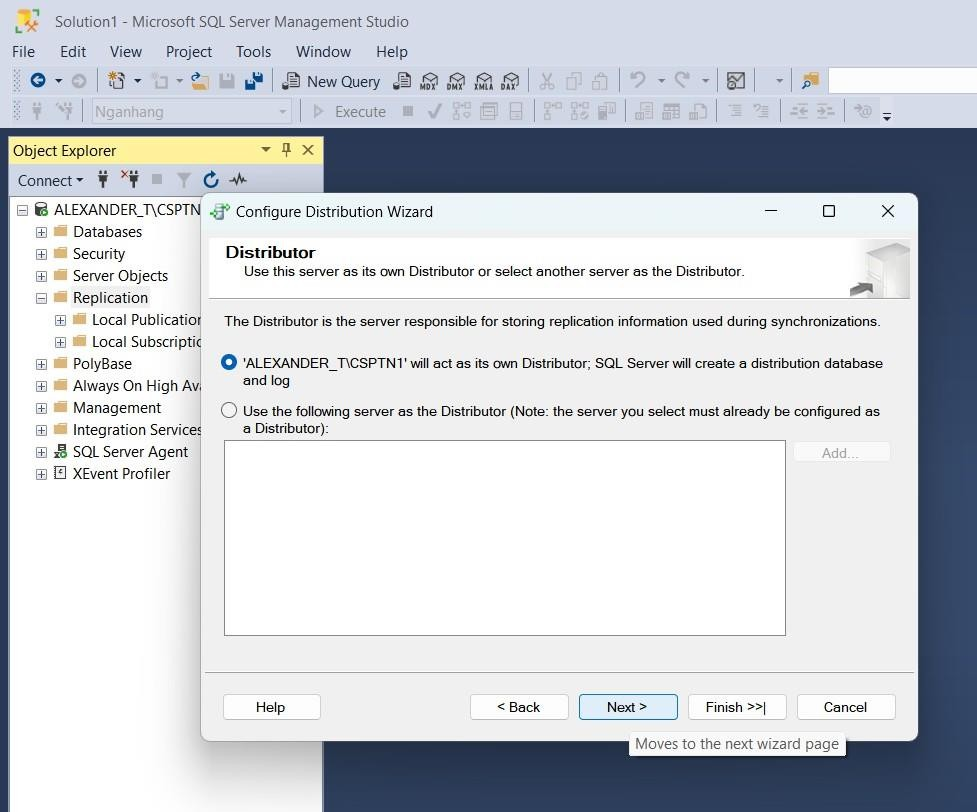 Solution1 - Microsoft SQL Server Management Studio
File Edit View Project Tools Window Help
New Query MDX DMX XMLA DAX
Nganhang Execute
Object Explorer
Connect
ALEXANDER_T\CSPTN
Databases
Security
Server Objects
Replication
Local Publication
Local Subscriptio
PolyBase
Always On High Ava
Management
Integration Services
SQL Server Agent
XEvent Profiler
Configure Distribution Wizard
Distributor
Use this server as its own Distributor or select another server as the Distributor.
The Distributor is the server responsible for storing replication information used during synchronizations.
'ALEXANDER_T\CSPTN1' will act as its own Distributor; SQL Server will create a distribution database
and log
Use the following server as the Distributor (Note: the server you select must already be configured as
a Distributor):
Add...
Help < Back Next > Finish >>| Cancel
Moves to the next wizard page